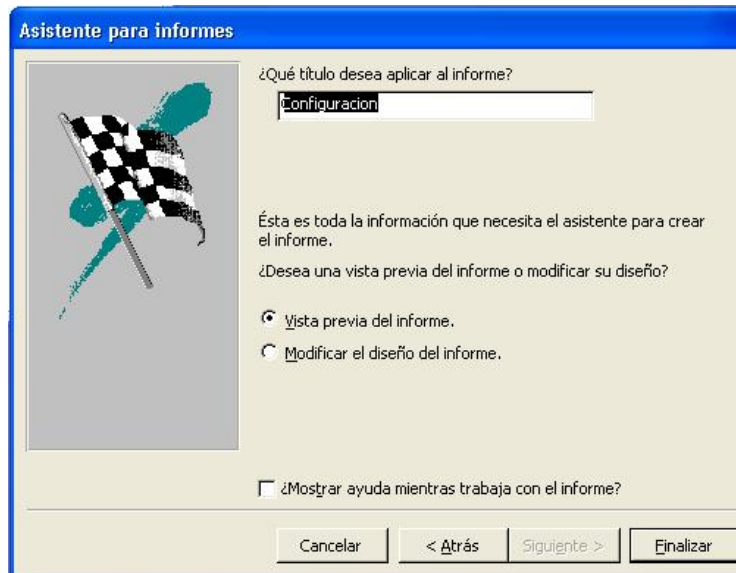 Asistente para informes
¿Qué título desea aplicar al informe?
Configuracion
Ésta es toda la información que necesita el asistente para crear
el informe.
¿Desea una vista previa del informe o modificar su diseño?
Vista previa del informe.
Modificar el diseño del informe.
¿Mostrar ayuda mientras trabaja con el informe?
Cancelar < Atrás Siguiente > Finalizar